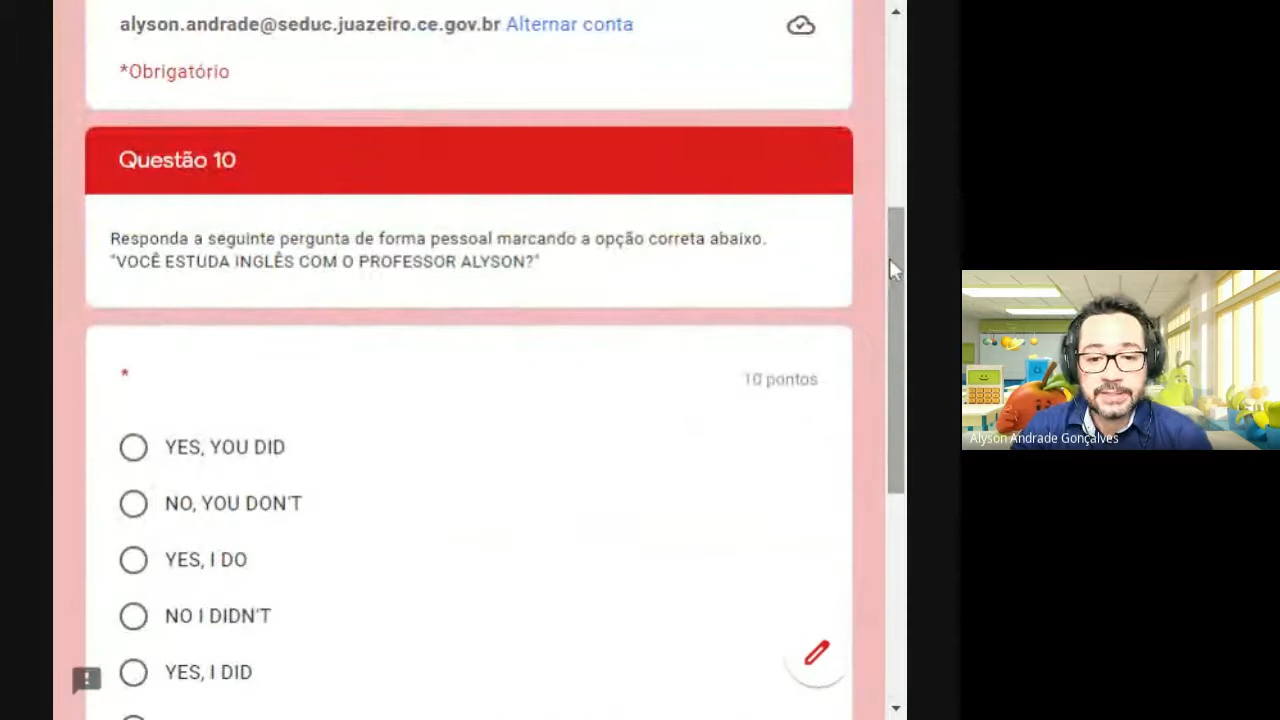 alyson.andrade@seduc.juazeiro.ce.gov.br Alternar conta
*Obrigatório
Questão 10
Responda a seguinte pergunta de forma pessoal marcando a opção correta abaixo.
"VOCÊ ESTUDA INGLÊS COM O PROFESSOR ALYSON?"
*
10 pontos
YES, YOU DID
NO, YOU DON'T
YES, I DO
NO I DIDN'T
YES, I DID
Alyson Andrade Gonçalves